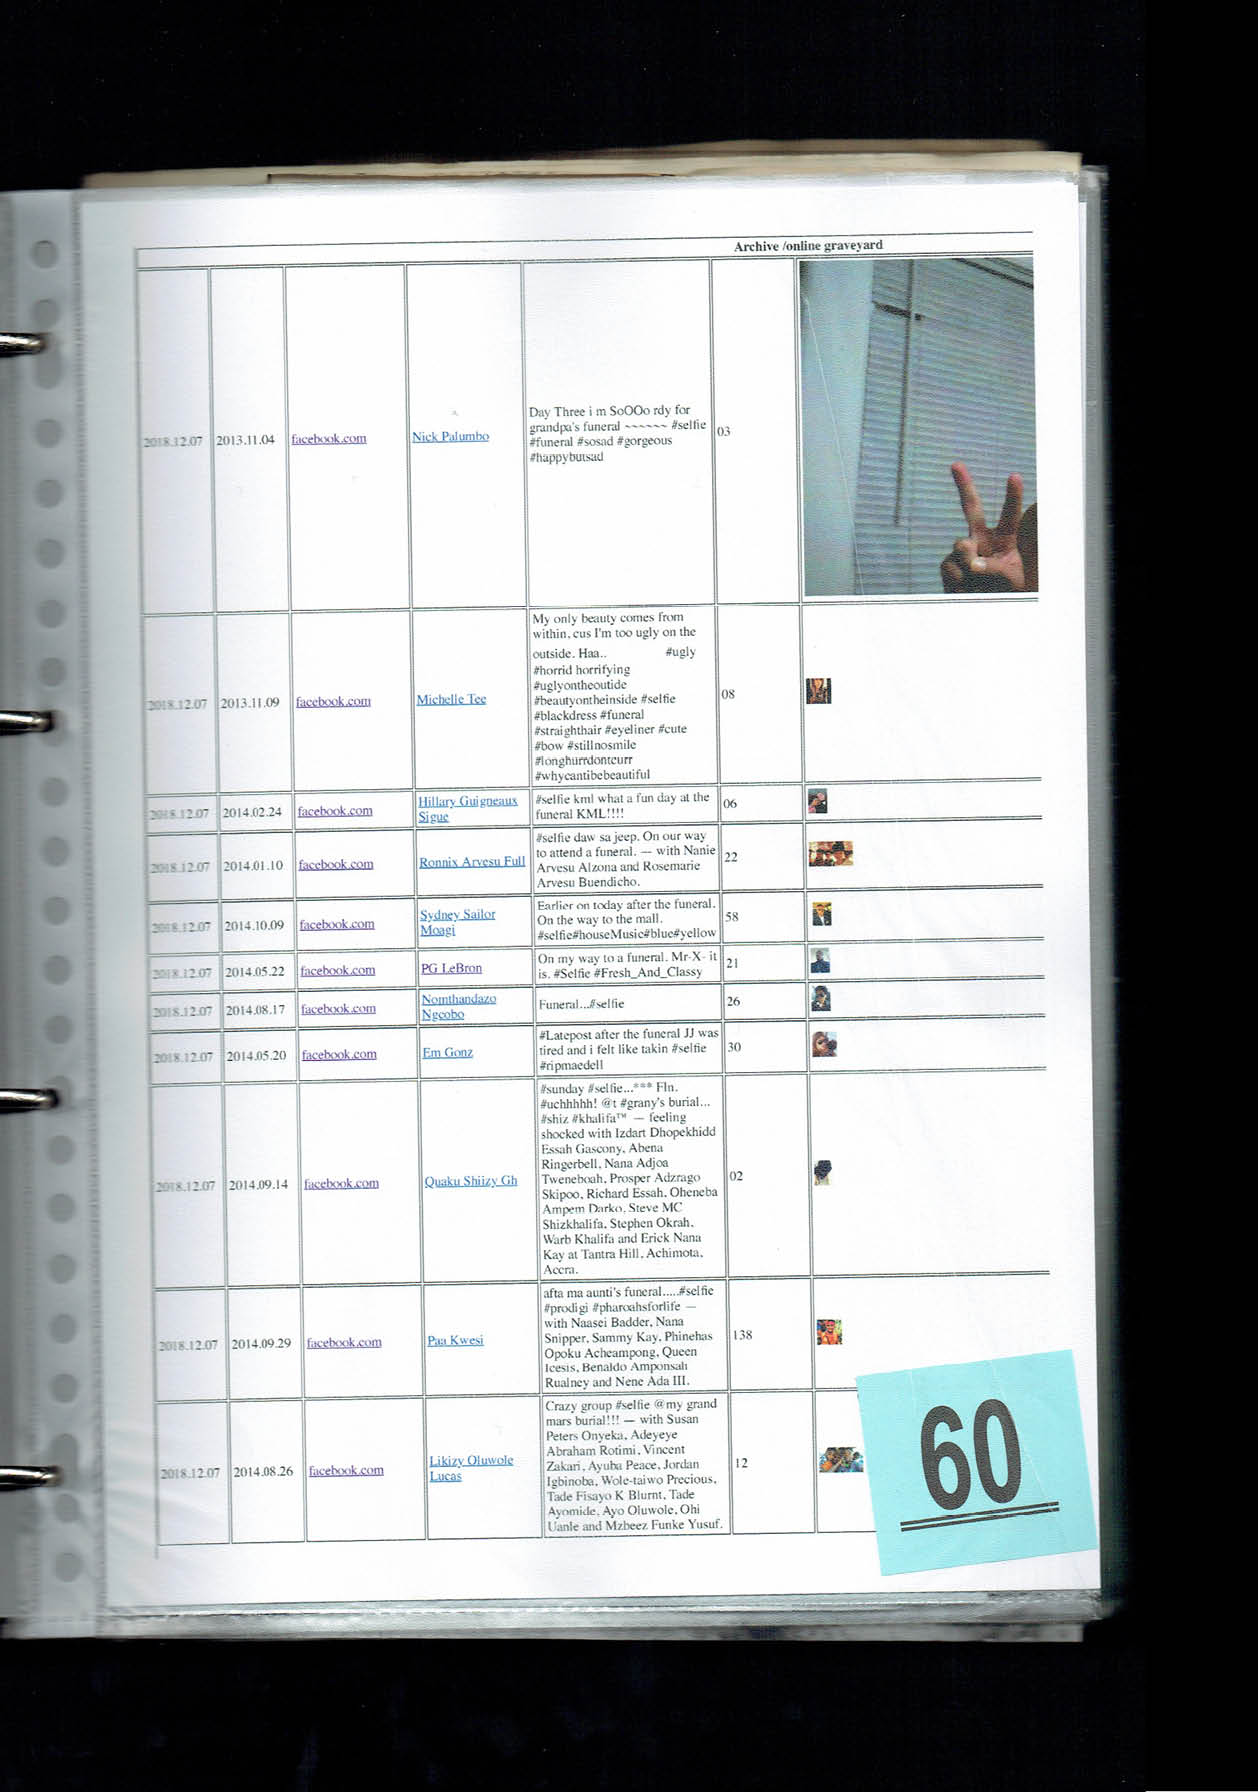 Archive /online graveyard
2018.12.07
2013.11.04
facebook.com
Nick Palumbo
Day Three i m SoOOo rdy for
grandpa's funeral ~~~~~~ #selfie
#funeral #sosad #gorgeous
#happybutsad
03
2018.12.07
2013.11.09
facebook.com
Michelle Tee
My only beauty comes from
within, cus I'm too ugly on the
outside. Haa.. #ugly
#horrid horrifying
#uglyontheoutide
#beautyontheinside #selfie
#blackdress #funeral
#straighthair #eyeliner #cute
#bow #stillnosmile
#longhurrdontcurr
#whycantibebeautiful
08
2018.12.07
2014.02.24
facebook.com
Hillary Guigneaux
Sigue
#selfie kml what a fun day at the
funeral KML!!!!
06
2018.12.07
2014.01.10
facebook.com
Ronnix Arvesu Full
#selfie daw sa jeep. On our way
to attend a funeral. — with Nanie
Arvesu Alzona and Rosemarie
Arvesu Buendicho.
22
2018.12.07
2014.10.09
facebook.com
Sydney Sailor
Moagi
Earlier on today after the funeral.
On the way to the mall.
#selfie#houseMusic#blue#yellow
58
2018.12.07
2014.05.22
facebook.com
PG LeBron
On my way to a funeral. Mr-X- it
is. #Selfie #Fresh_And_Classy
21
2018.12.07
2014.08.17
facebook.com
Nomthandazo
Ngcobo
Funeral...#selfie
26
2018.12.07
2014.05.20
facebook.com
Em Gonz
#Latepost after the funeral JJ was
tired and i felt like takin #selfie
#ripmaedell
30
2018.12.07
2014.09.14
facebook.com
Quaku Shiizy Gh
#sunday #selfie...*** Fln.
#uchhhhh! @t #grany's burial...
#shiz #khalifa™ — feeling
shocked with Izdart Dhopekhidd
Essah Gascony, Abena
Ringerbell, Nana Adjoa
Tweneboah, Prosper Adzrago
Skipoo, Richard Essah, Oheneba
Ampem Darko, Steve MC
Shizkhalifa, Stephen Okrah,
Warb Khalifa and Erick Nana
Kay at Tantra Hill, Achimota,
Accra.
02
2018.12.07
2014.09.29
facebook.com
Paa Kwesi
afta ma aunti's funeral.....#selfie
#prodigi #pharoahsforlife —
with Naasei Badder, Nana
Snipper, Sammy Kay, Phinehas
Opoku Acheampong, Queen
Icesis, Benaldo Amponsah
Rualney and Nene Ada III.
138
2018.12.07
2014.08.26
facebook.com
Likizy Oluwole
Lucas
Crazy group #selfie @my grand
mars burial!!! — with Susan
Peters Onyeka, Adeyeye
Abraham Rotimi, Vincent
Zakari, Ayuba Peace, Jordan
Igbinoba, Wole-taiwo Precious,
Tade Fisayo K Blurnt, Tade
Ayomide, Ayo Oluwole, Ohi
Uanle and Mzbeez Funke Yusuf.
12
60